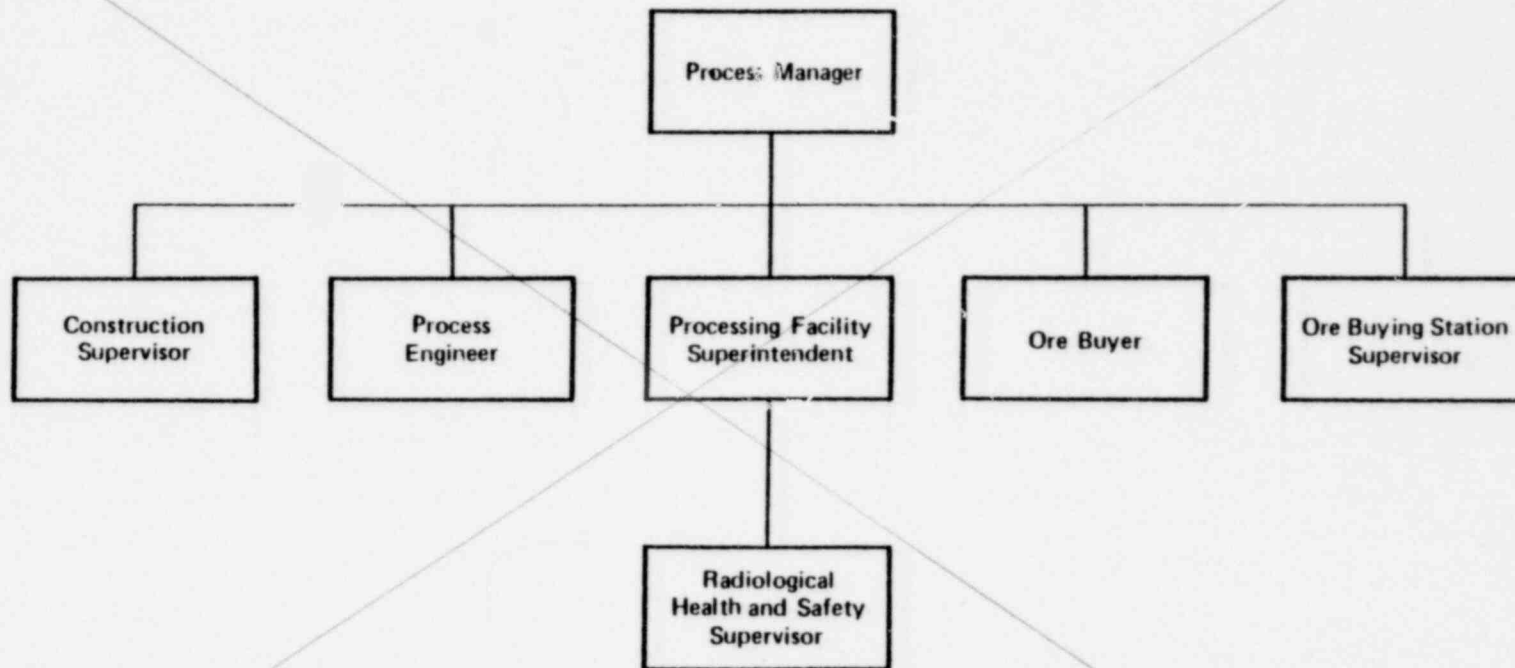 Process Manager
Construction
Supervisor
Process
Engineer
Processing Facility
Superintendent
Ore Buyer
Ore Buying Station
Supervisor
Radiological
Health and Safety
Supervisor